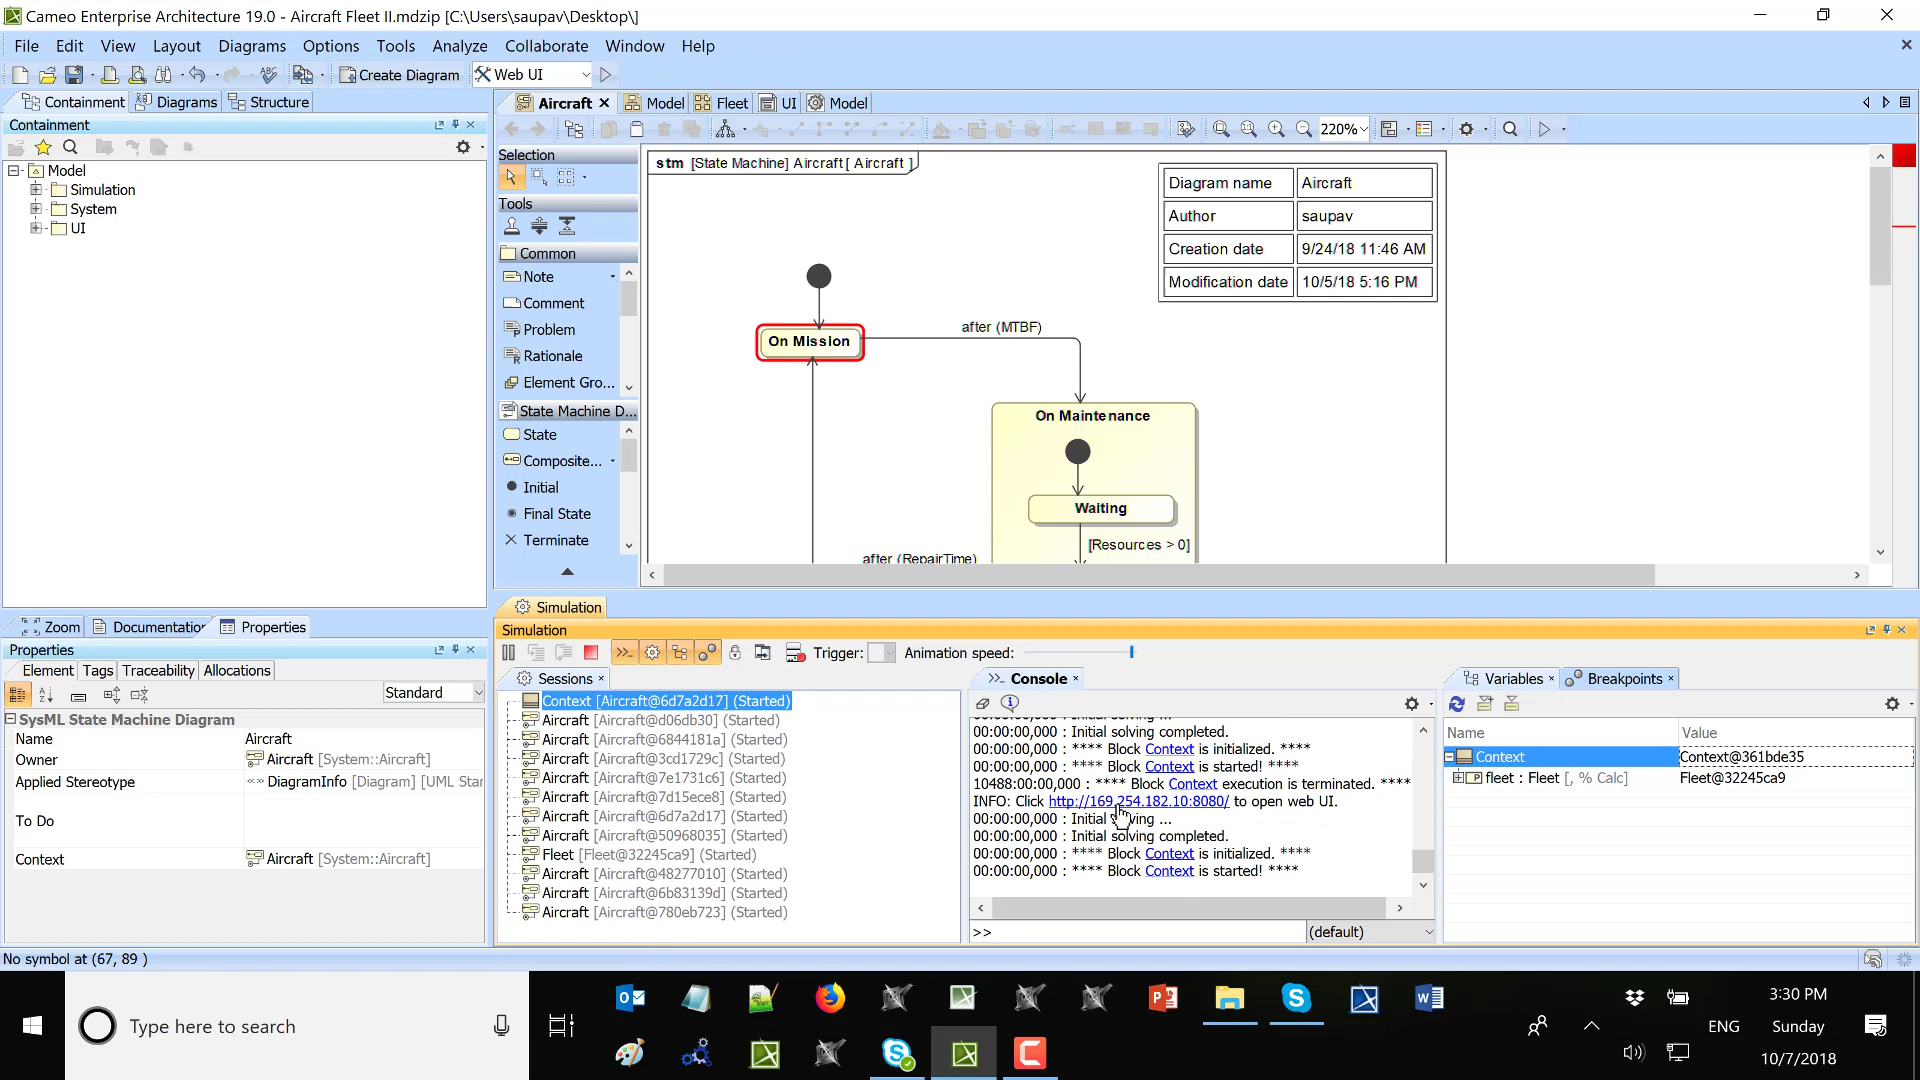 Cameo Enterprise Architecture 19.0 - Aircraft Fleet II.mdzip [C:\Users\saupav\Desktop\]
File Edit View Layout Diagrams Options Tools Analyze Collaborate Window Help
Create Diagram Web UI
Containment Diagrams Structure
Containment
Model
Simulation
System
UI
Aircraft Model Fleet UI Model
220%
Selection
Tools
Common
Note
Comment
Problem
Rationale
Element Gro...
State Machine D...
State
Composite...
Initial
Final State
Terminate
stm [State Machine] Aircraft[ Aircraft ]
Diagram name Aircraft
Author saupav
Creation date 9/24/18 11:46 AM
Modification date 10/5/18 5:16 PM
after (MTBF)
On Mission
On Maintenance
Waiting
[Resources > 0]
after (RepairTime)
Zoom Documentation Properties
Properties
Element Tags Traceability Allocations
Standard
SysML State Machine Diagram
Name Aircraft
Owner Aircraft [System::Aircraft]
Applied Stereotype «» DiagramInfo [Diagram] [UML Star
To Do
Context Aircraft [System::Aircraft]
Simulation
Simulation
Trigger: Animation speed:
Sessions
Context [Aircraft@6d7a2d17] (Started)
Aircraft [Aircraft@d06db30] (Started)
Aircraft [Aircraft@6844181a] (Started)
Aircraft [Aircraft@3cd1729c] (Started)
Aircraft [Aircraft@7e1731c6] (Started)
Aircraft [Aircraft@7d15ece8] (Started)
Aircraft [Aircraft@6d7a2d17] (Started)
Aircraft [Aircraft@50968035] (Started)
Fleet [Fleet@32245ca9] (Started)
Aircraft [Aircraft@48277010] (Started)
Aircraft [Aircraft@6b83139d] (Started)
Aircraft [Aircraft@780eb723] (Started)
Console
00:00:00,000 : Initial solving ...
00:00:00,000 : Initial solving completed.
00:00:00,000 : **** Block Context is initialized. ****
00:00:00,000 : **** Block Context is started! ****
10488:00:00,000 : **** Block Context execution is terminated. ****
INFO: Click http://169.254.182.10:8080/ to open web UI.
00:00:00,000 : Initial solving ...
00:00:00,000 : Initial solving completed.
00:00:00,000 : **** Block Context is initialized. ****
00:00:00,000 : **** Block Context is started! ****
>> (default)
Variables Breakpoints
Name Value
Context Context@361bde35
fleet : Fleet [, % Calc] Fleet@32245ca9
No symbol at (67, 89 )
Type here to search
ENG
3:30 PM
Sunday
10/7/2018